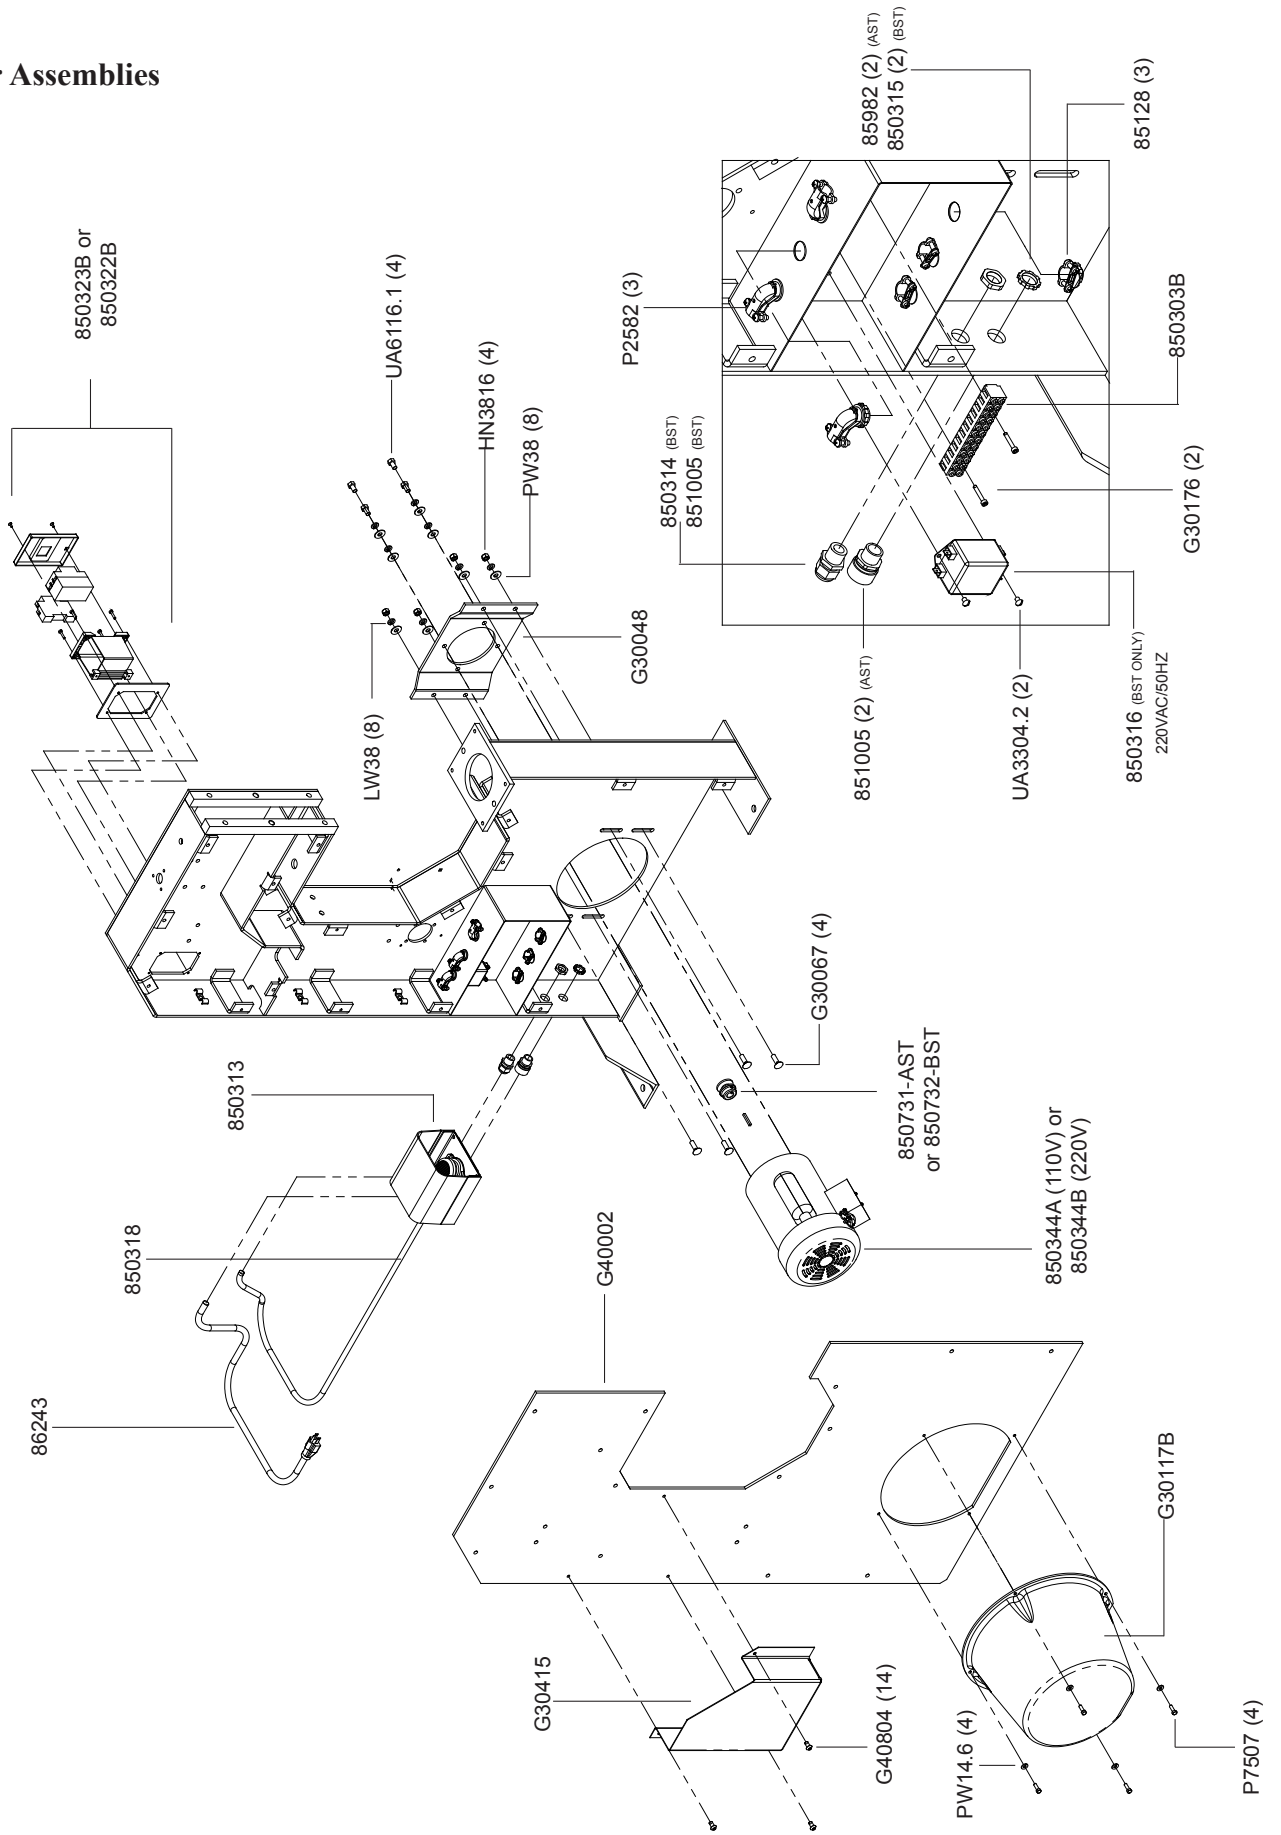 r Assemblies
850323B or
850322B
UA6116.1 (4)
HN3816 (4)
PW38 (8)
LW38 (8)
G30048
P2582 (3)
85982 (2) (AST)
850315 (2) (BST)
85128 (3)
850314 (BST)
851005 (BST)
850303B
G30176 (2)
851005 (2) (AST)
UA3304.2 (2)
850316 (BST ONLY)
220VAC/50HZ
850313
850318
86243
G30067 (4)
850731-AST
or 850732-BST
850344A (110V) or
850344B (220V)
G40002
G30415
G40804 (14)
PW14.6 (4)
G30117B
P7507 (4)